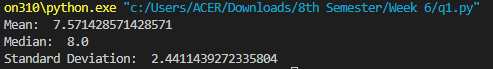 on310\python.exe "c:/Users/ACER/Downloads/8th Semester/Week 6/q1.py"
Mean:  7.571428571428571
Median:  8.0
Standard Deviation:  2.4411439272335804